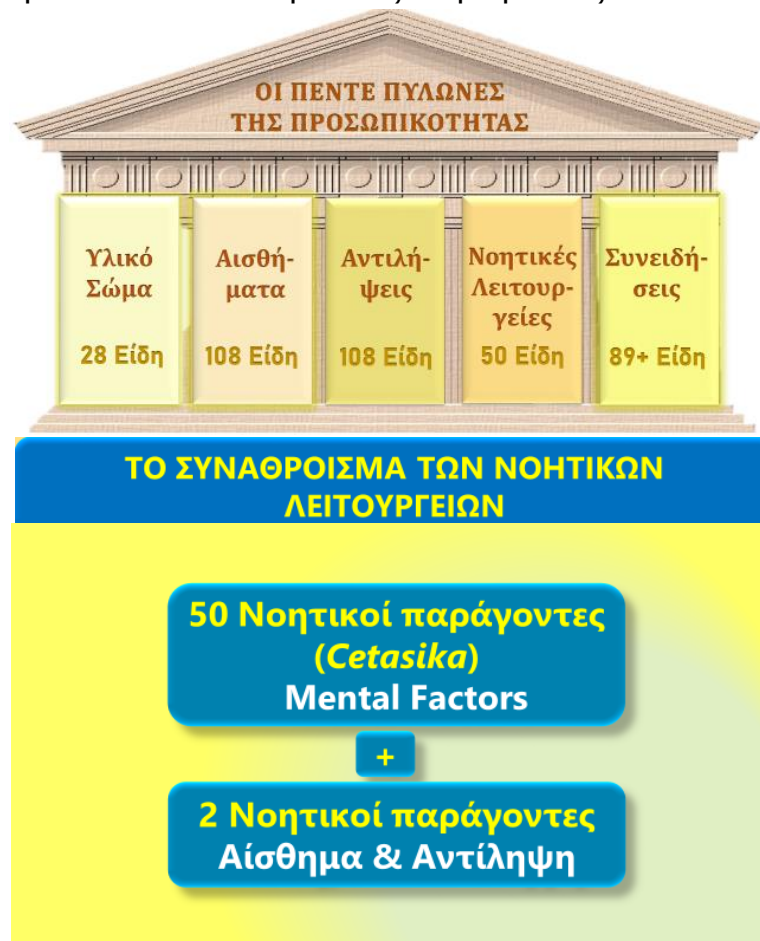 ΟΙ ΠΕΝΤΕ ΠΥΛΩΝΕΣ
ΤΗΣ ΠΡΟΣΩΠΙΚΟΤΗΤΑΣ
Υλικό
Σώμα
28 Είδη
Αισθή-
ματα
108 Είδη
Αντιλή-
ψεις
108 Είδη
Νοητικές
Λειτουρ-
γείες
50 Είδη
Συνειδή-
σεις
89+ Είδη
ΤΟ ΣΥΝΑΘΡΟΙΣΜΑ ΤΩΝ ΝΟΗΤΙΚΩΝ
ΛΕΙΤΟΥΡΓΕΙΩΝ
50 Νοητικοί παράγοντες
(Cetasika)
Mental Factors
+
2 Νοητικοί παράγοντες
Αίσθημα & Αντίληψη